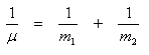 1/μ = 1/m₁ + 1/m₂